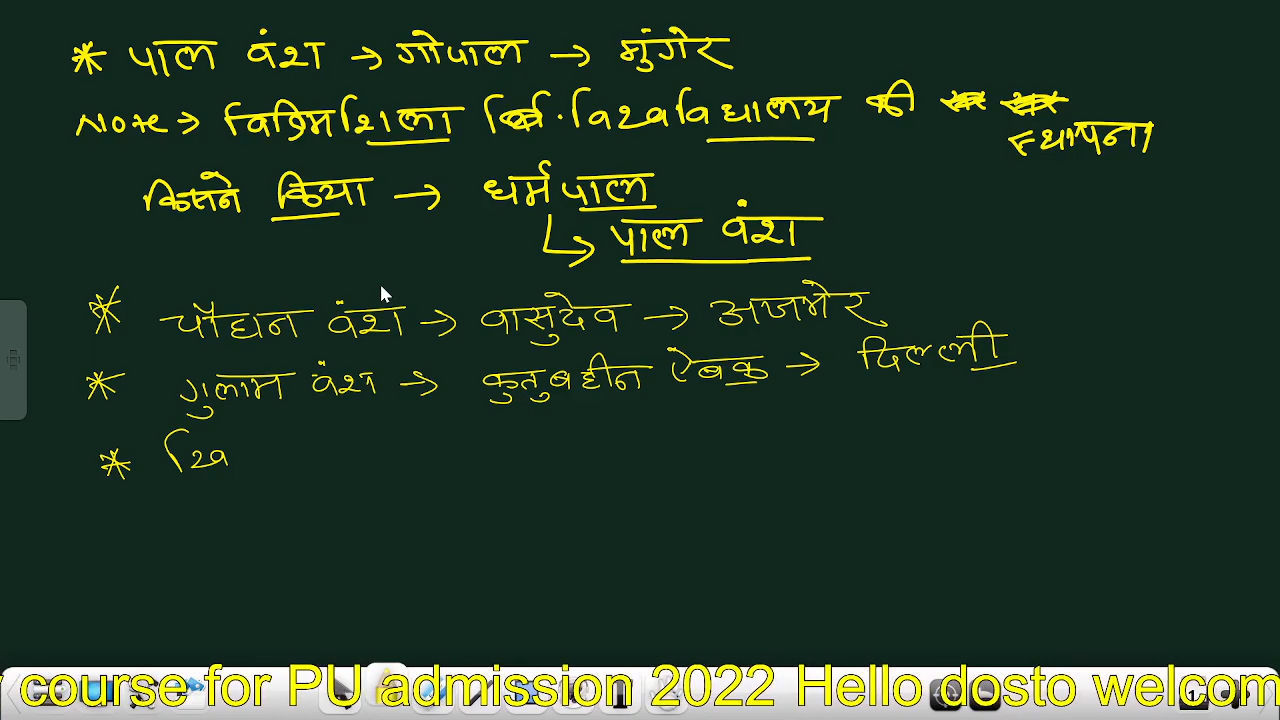 * पाल वंश → गोपाल → मुंगेर
Note → विक्रमशिला विश्वविद्यालय की स्थापना
किसने किया → धर्मपाल
↳ पाल वंश
* चौहान वंश → वासुदेव → अजमेर
* गुलाम वंश → कुतुबद्दीन ऐबक → दिल्ली
* खि
course for PU admission 2022 Hello dosto welcom